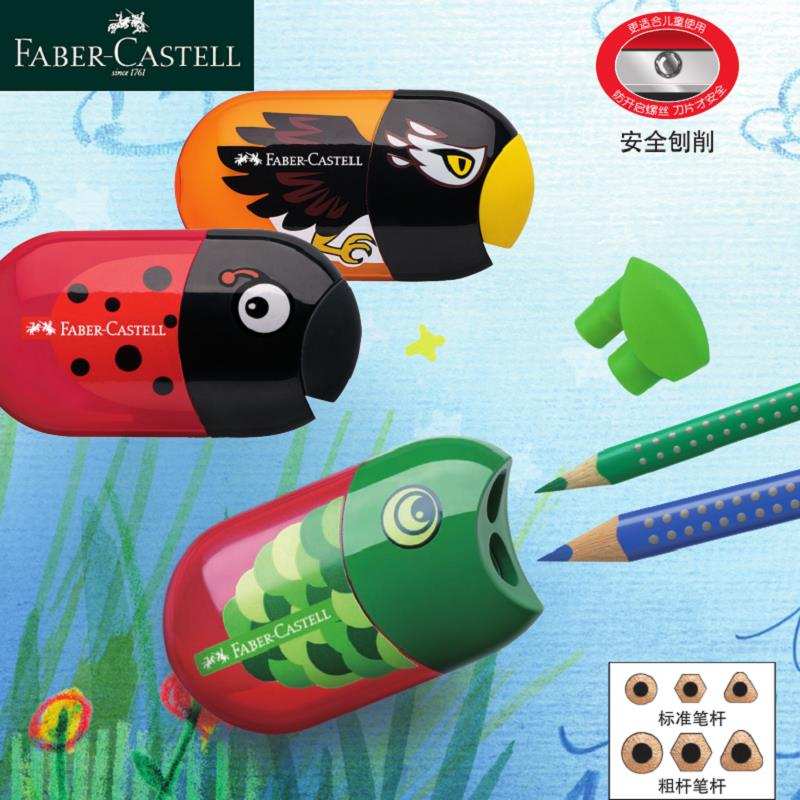 FABER-CASTELL
since 1761
更适合儿童使用
防开启螺丝 刀片才安全
安全刨削
FABER-CASTELL
FABER-CASTELL
FABER-CASTELL
标准笔杆
粗杆笔杆